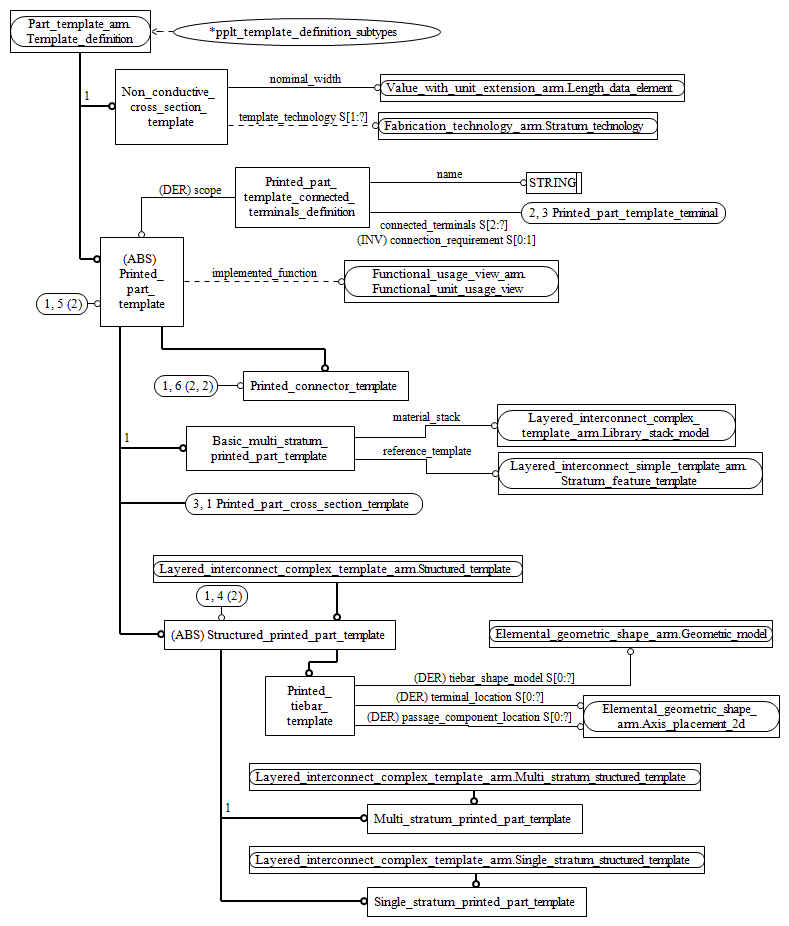 Part_template_arm.
Template_definition
*pplt_template_definition_subtypes
1
Non_conductive_
cross_section_
template
nominal_width
Value_with_unit_extension_arm.Length_data_element
template_technology S[1:?]
Fabrication_technology_arm.Stratum_technology
(DER) scope
Printed_part_
template_connected_
terminals_definition
name
STRING
2, 3 Printed_part_template_terminal
connected_terminals S[2:?]
(INV) connection_requirement S[0:1]
(ABS)
Printed_
part_
template
implemented_function
Functional_usage_view_arm.
Functional_unit_usage_view
1, 5 (2)
1, 6 (2, 2)
Printed_connector_template
1
Basic_multi_stratum_
printed_part_template
material_stack
Layered_interconnect_complex_
template_arm.Library_stack_model
reference_template
Layered_interconnect_simple_template_arm.
Stratum_feature_template
3, 1 Printed_part_cross_section_template
Layered_interconnect_complex_template_arm.Structured_template
1, 4 (2)
(ABS) Structured_printed_part_template
Elemental_geometric_shape_arm.Geometric_model
Printed_
tiebar_
template
(DER) tiebar_shape_model S[0:?]
(DER) terminal_location S[0:?]
(DER) passage_component_location S[0:?]
Elemental_geometric_shape_
arm.Axis_placement_2d
Layered_interconnect_complex_template_arm.Multi_stratum_structured_template
1
Multi_stratum_printed_part_template
Layered_interconnect_complex_template_arm.Single_stratum_structured_template
Single_stratum_printed_part_template